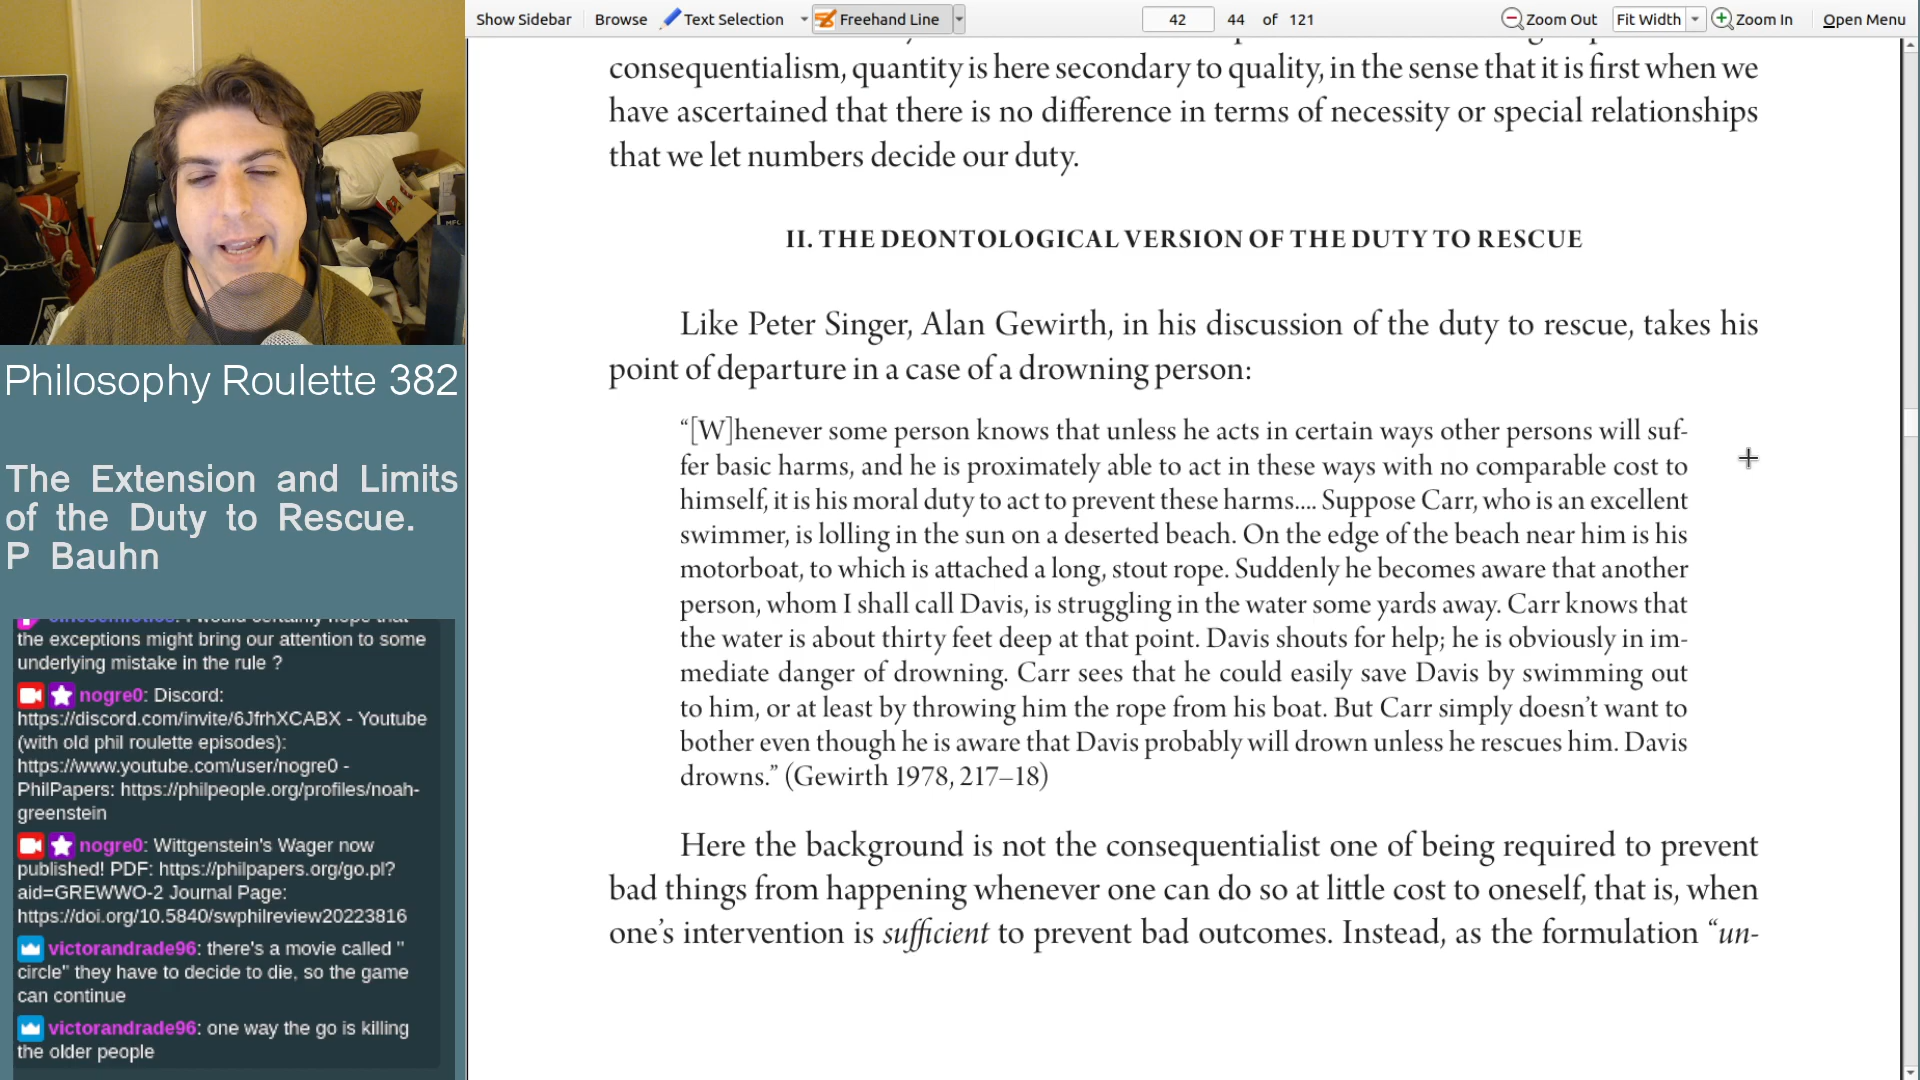 Show Sidebar Browse Text Selection Freehand Line 42 44 of 121 Zoom Out Fit Width Zoom In Open Menu
consequentialism, quantity is here secondary to quality, in the sense that it is first when we
have ascertained that there is no difference in terms of necessity or special relationships
that we let numbers decide our duty.
II. THE DEONTOLOGICAL VERSION OF THE DUTY TO RESCUE
Like Peter Singer, Alan Gewirth, in his discussion of the duty to rescue, takes his
point of departure in a case of a drowning person:
“[W]henever some person knows that unless he acts in certain ways other persons will suf-
fer basic harms, and he is proximately able to act in these ways with no comparable cost to
himself, it is his moral duty to act to prevent these harms.... Suppose Carr, who is an excellent
swimmer, is lolling in the sun on a deserted beach. On the edge of the beach near him is his
motorboat, to which is attached a long, stout rope. Suddenly he becomes aware that another
person, whom I shall call Davis, is struggling in the water some yards away. Carr knows that
the water is about thirty feet deep at that point. Davis shouts for help; he is obviously in im-
mediate danger of drowning. Carr sees that he could easily save Davis by swimming out
to him, or at least by throwing him the rope from his boat. But Carr simply doesn’t want to
bother even though he is aware that Davis probably will drown unless he rescues him. Davis
drowns.” (Gewirth 1978, 217–18)
Here the background is not the consequentialist one of being required to prevent
bad things from happening whenever one can do so at little cost to oneself, that is, when
one’s intervention is sufficient to prevent bad outcomes. Instead, as the formulation “un-
Philosophy Roulette 382
The Extension and Limits
of the Duty to Rescue.
P Bauhn
the exceptions might bring our attention to some
underlying mistake in the rule ?
nogre0: Discord:
https://discord.com/invite/6JfrhXCABX - Youtube
(with old phil roulette episodes):
https://www.youtube.com/user/nogre0 -
PhilPapers: https://philpeople.org/profiles/noah-
greenstein
nogre0: Wittgenstein's Wager now
published! PDF: https://philpapers.org/go.pl?
aid=GREWWO-2 Journal Page:
https://doi.org/10.5840/swphilreview20223816
victorandrade96: there's a movie called "
circle" they have to decide to die, so the game
can continue
victorandrade96: one way the go is killing
the older people